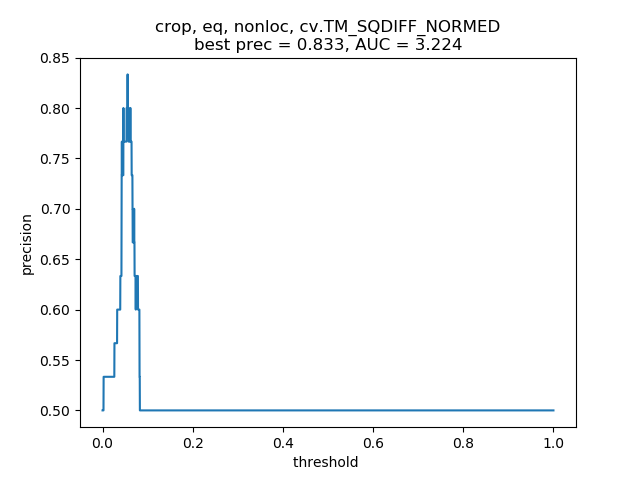 crop, eq, nonloc, cv.TM_SQDIFF_NORMED
best prec = 0.833, AUC = 3.224
0.85
0.80
0.75
0.70
0.65
0.60
0.55
0.50
precision
0.0 0.2 0.4 0.6 0.8 1.0
threshold